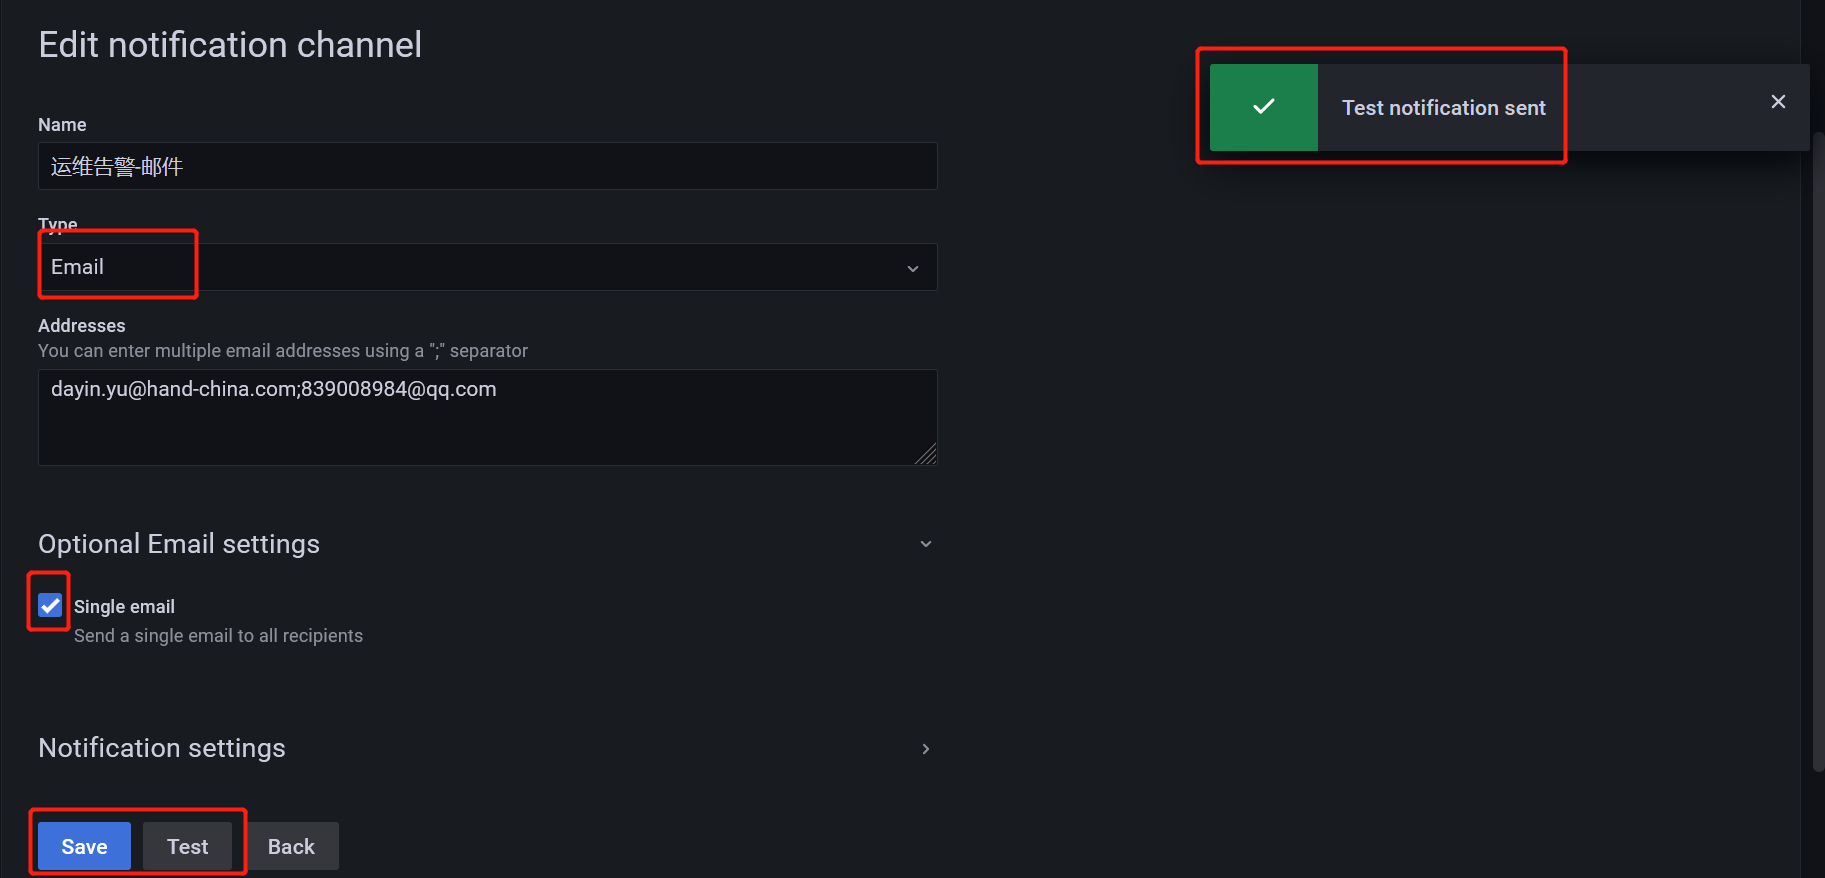 Edit notification channel
Test notification sent
Name
运维告警-邮件
Type
Email
Addresses
You can enter multiple email addresses using a ";" separator
dayin.yu@hand-china.com;839008984@qq.com
Optional Email settings
Single email
Send a single email to all recipients
Notification settings
Save Test Back